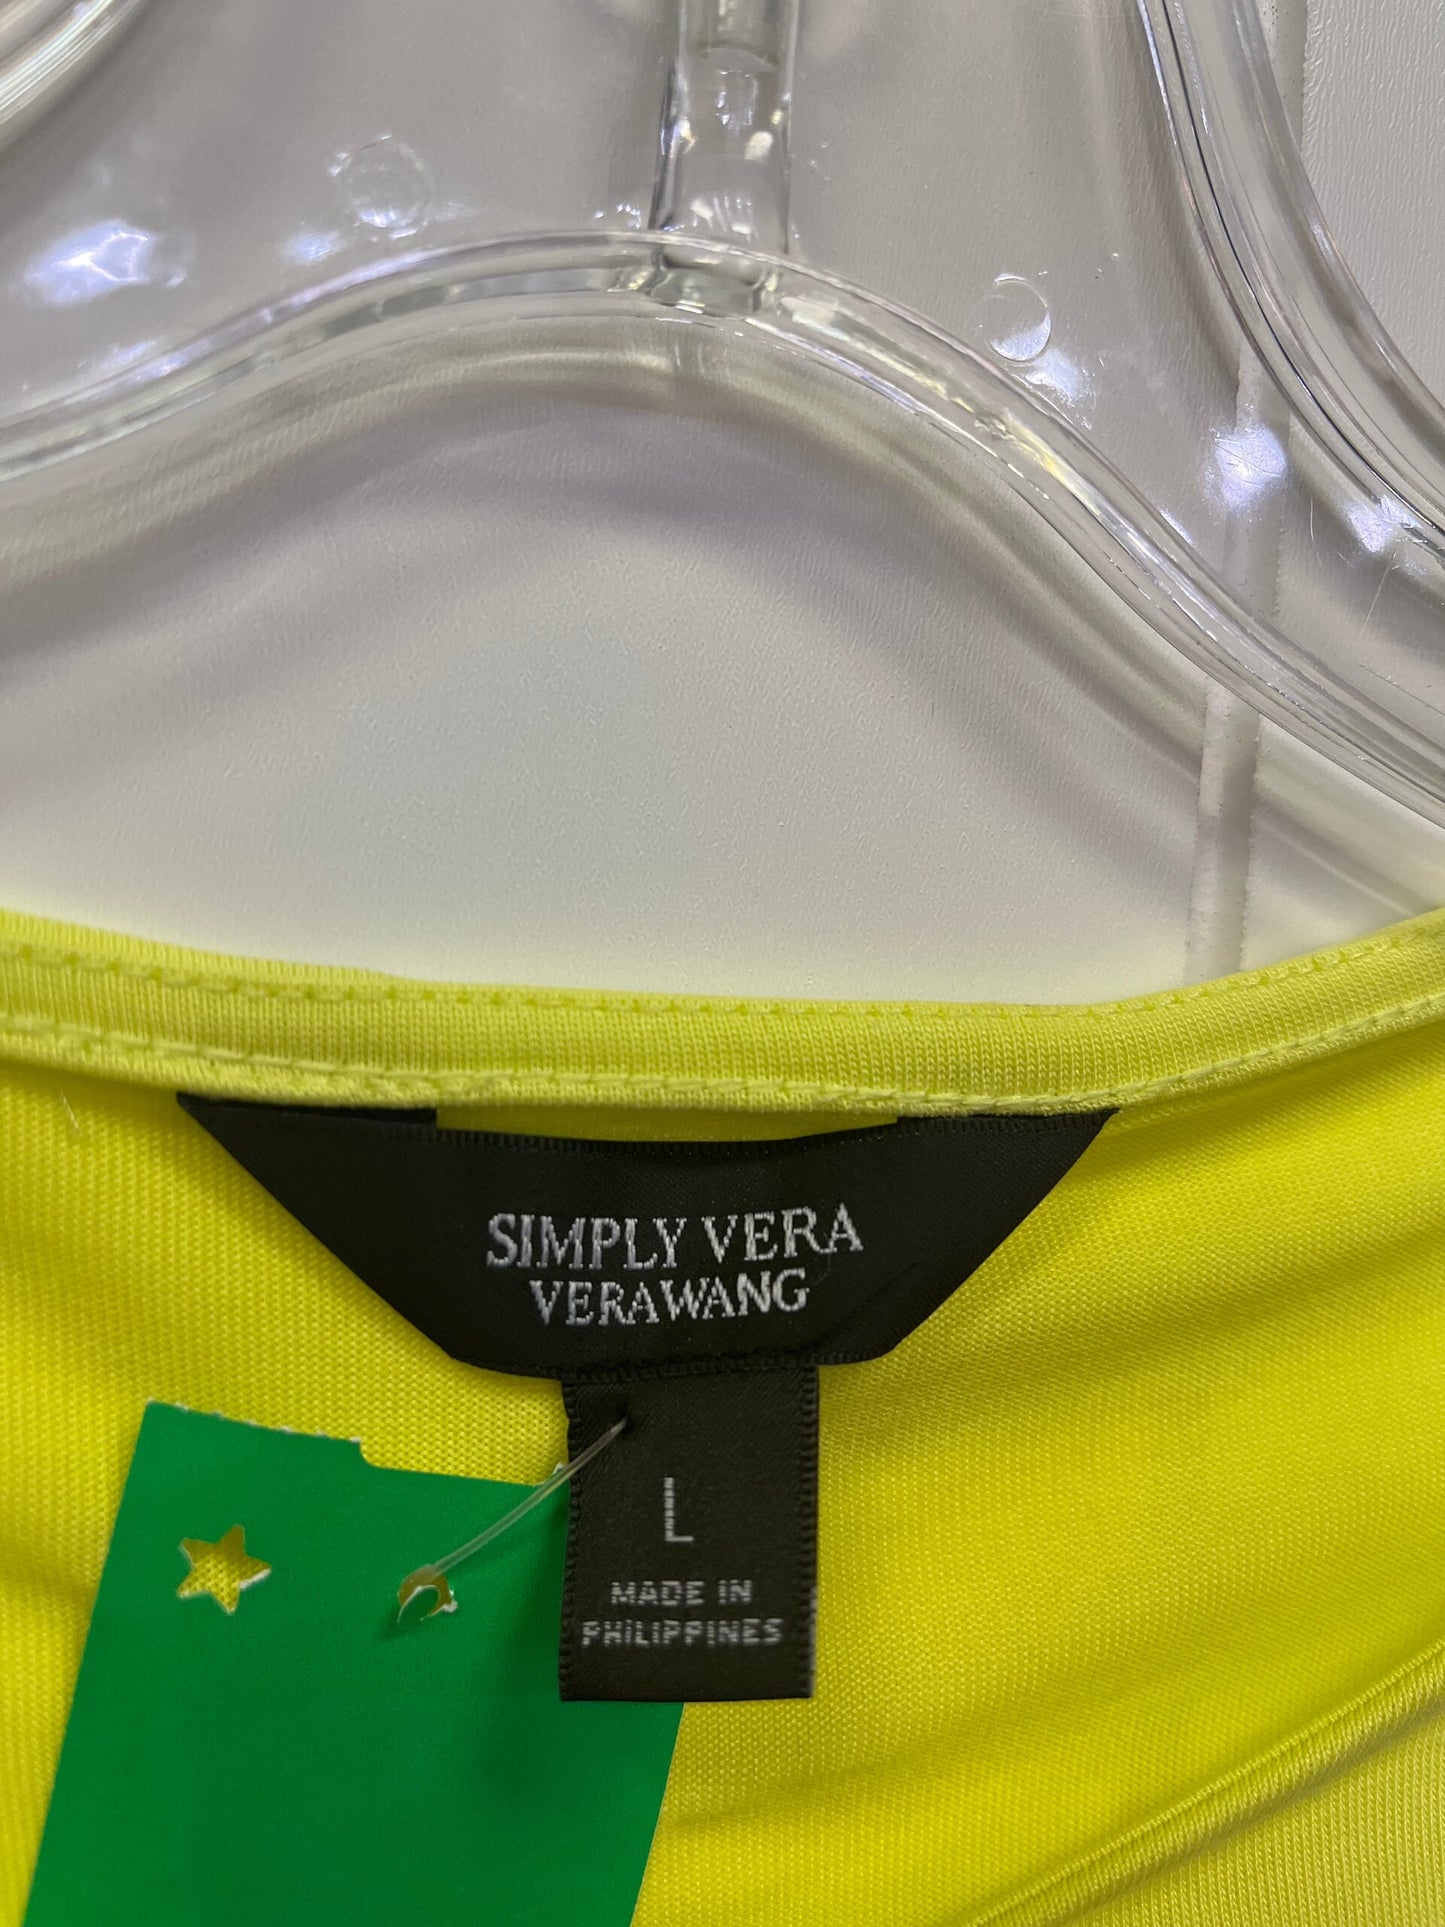 SIMPLY VERA
VERAWANG
L
MADE IN
PHILIPPINES